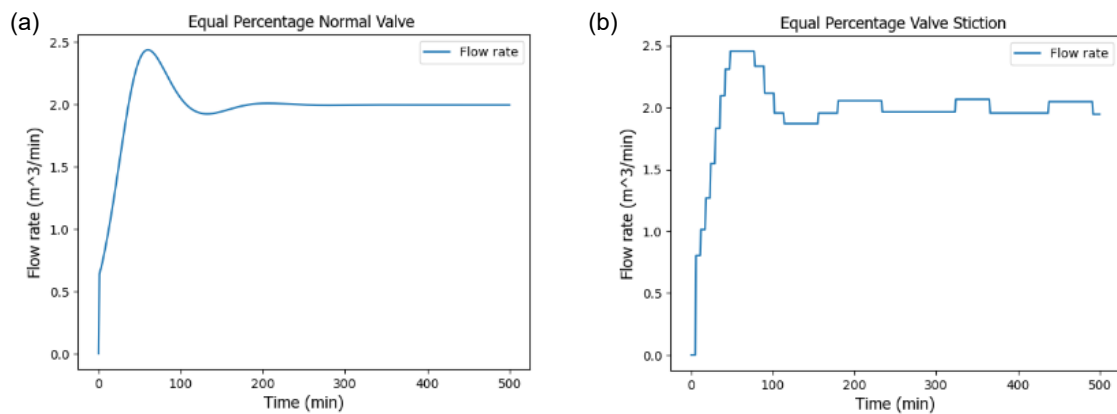 (a)
Equal Percentage Normal Valve
Flow rate
Flow rate (m^3/min)
2.5
2.0
1.5
1.0
0.5
0.0
0 100 200 300 400 500
Time (min)
(b)
Equal Percentage Valve Stiction
Flow rate
Flow rate (m^3/min)
2.5
2.0
1.5
1.0
0.5
0.0
0 100 200 300 400 500
Time (min)